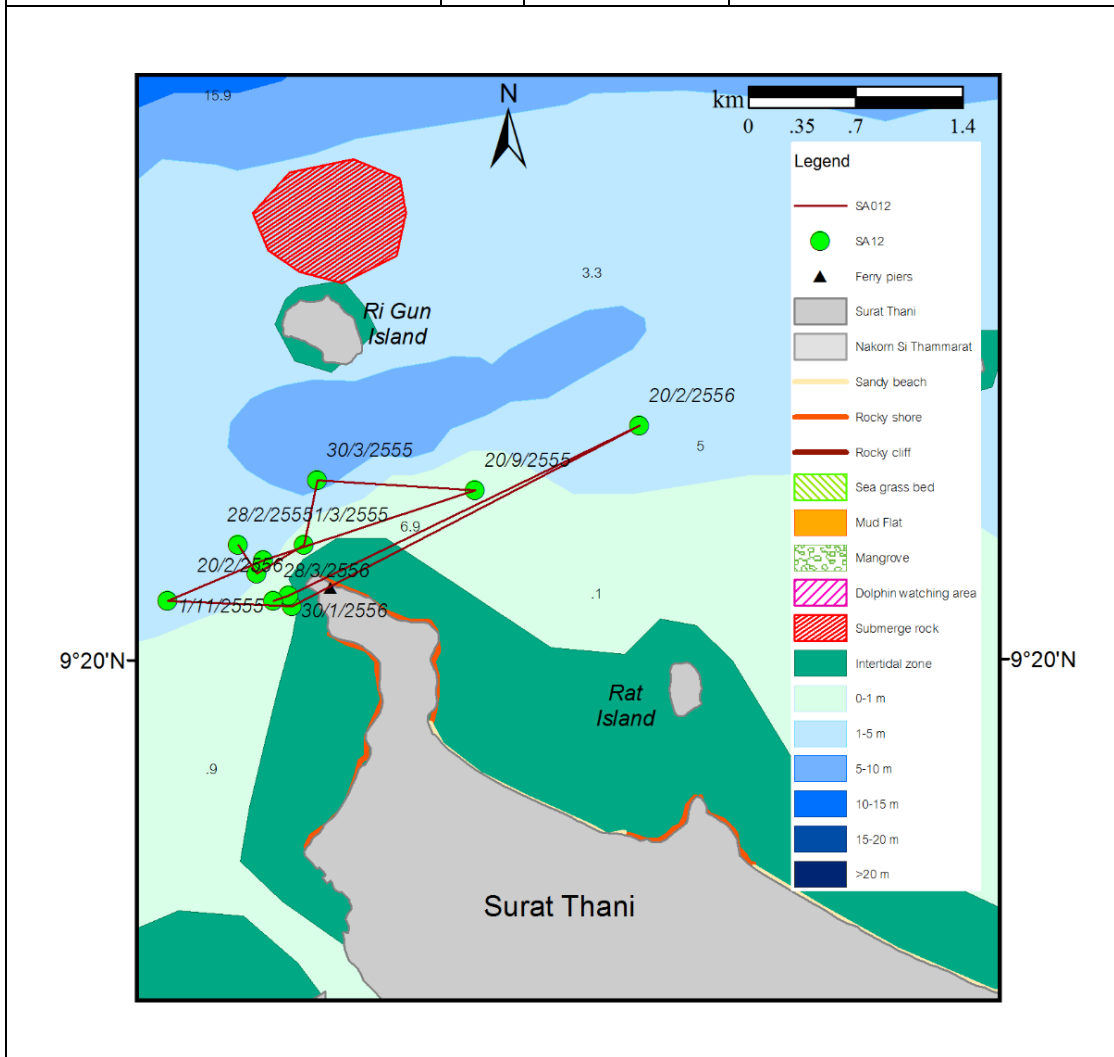 15.9
N
km
0 .35 .7 1.4
Legend
SA012
SA12
Ferry piers
Surat Thani
Nakorn Si Thammarat
Sandy beach
Rocky shore
Rocky cliff
Sea grass bed
Mud Flat
Mangrove
Dolphin watching area
Submerge rock
Intertidal zone
0-1 m
1-5 m
5-10 m
10-15 m
15-20 m
>20 m
3.3
Ri Gun
Island
20/2/2556
30/3/2555
5
20/9/2555
28/2/2555
1/3/2555
6.9
20/2/2556
28/3/2556
1/11/2555
30/1/2556
.1
9°20'N
9°20'N
Rat
Island
.9
Surat Thani